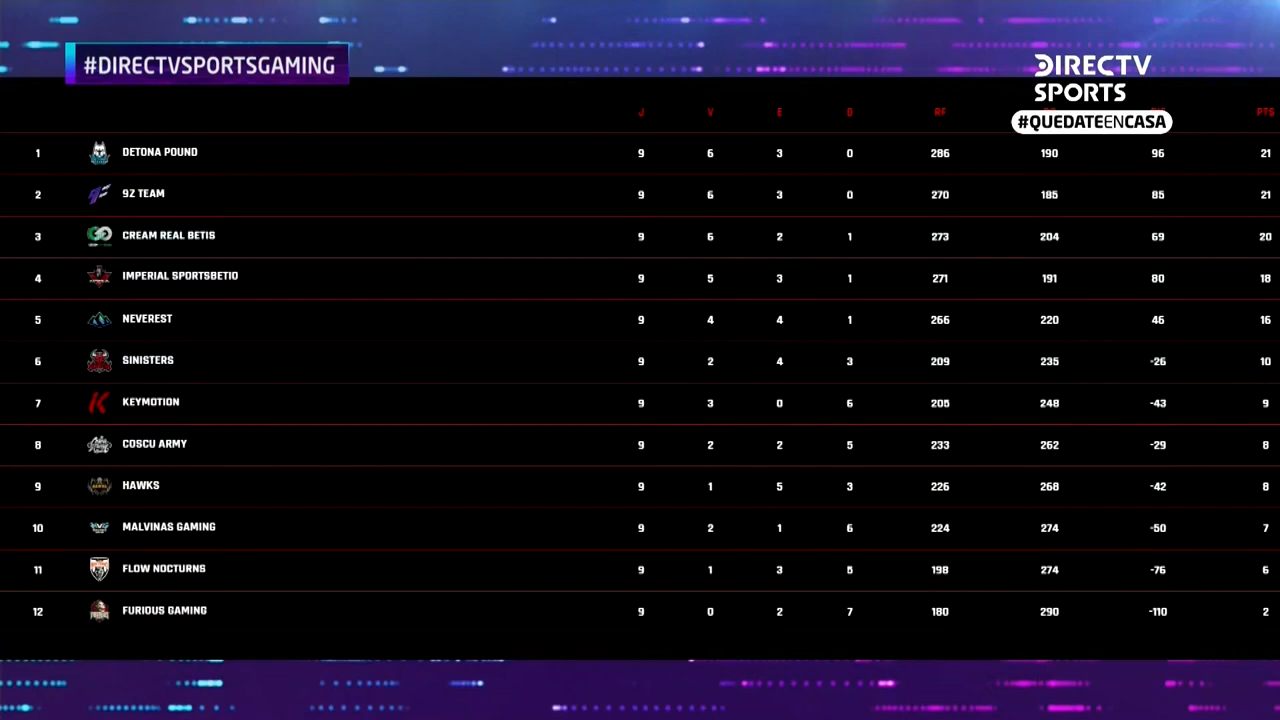 #DIRECTVSPORTSGAMING
DIRECTV
SPORTS
#QUEDATEENCASA
J V E D RF PTS
1 DETONA POUND 9 6 3 0 286 190 96 21
2 9Z TEAM 9 6 3 0 270 185 85 21
3 CREAM REAL BETIS 9 6 2 1 273 204 69 20
4 IMPERIAL SPORTSBETIO 9 5 3 1 271 191 80 18
5 NEVEREST 9 4 4 1 266 220 46 16
6 SINISTERS 9 2 4 3 209 235 -26 10
7 KEYMOTION 9 3 0 6 205 248 -43 9
8 COSCU ARMY 9 2 2 5 233 262 -29 8
9 HAWKS 9 1 5 3 226 268 -42 8
10 MALVINAS GAMING 9 2 1 6 224 274 -50 7
11 FLOW NOCTURNS 9 1 3 5 198 274 -76 6
12 FURIOUS GAMING 9 0 2 7 180 290 -110 2